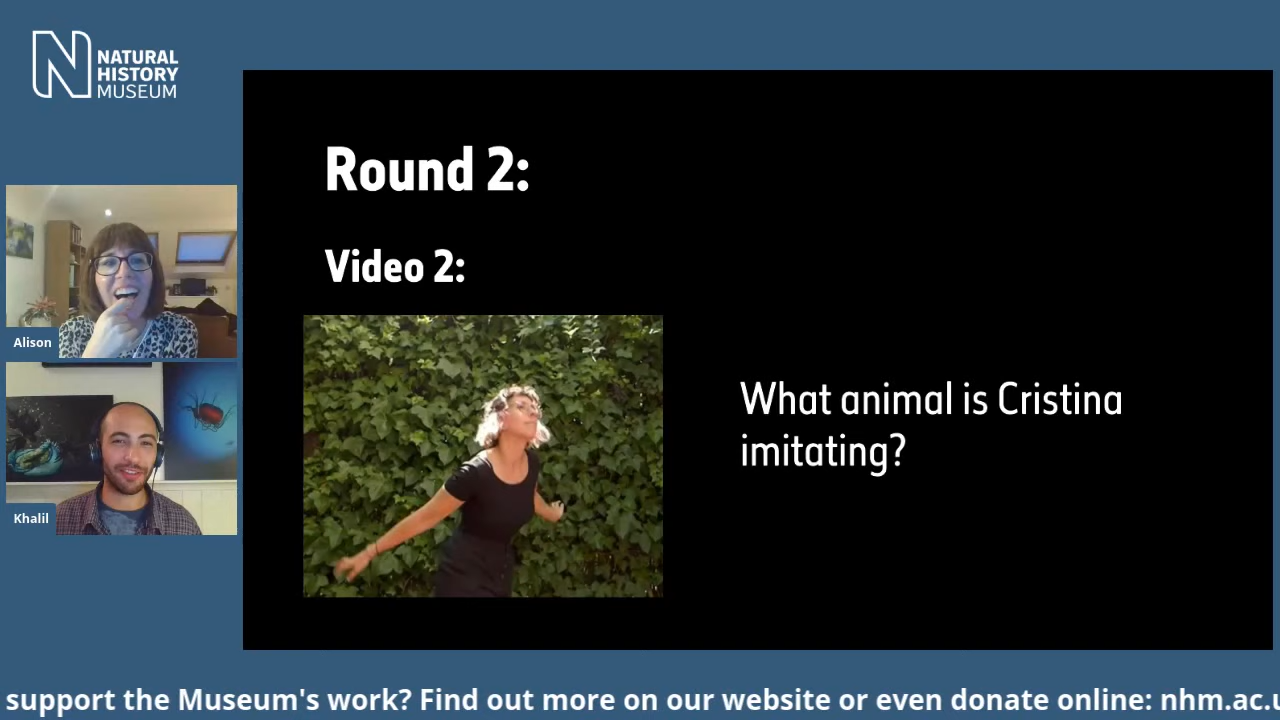 NATURAL
HISTORY
MUSEUM
Round 2:
Video 2:
Alison
What animal is Cristina
imitating?
Khalil
support the Museum's work? Find out more on our website or even donate online: nhm.ac.u